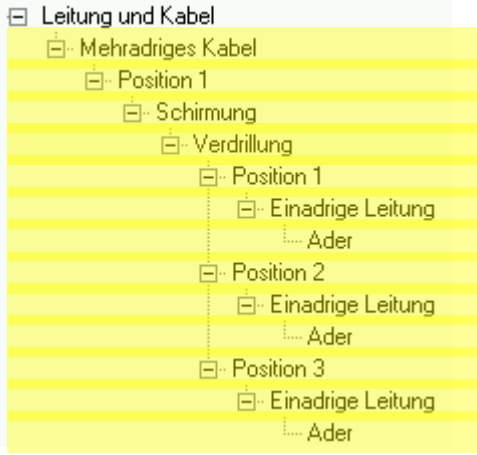 Leitung und Kabel
Mehradriges Kabel
Position 1
Schirmung
Verdrillung
Position 1
Einadrige Leitung
Ader
Position 2
Einadrige Leitung
Ader
Position 3
Einadrige Leitung
Ader